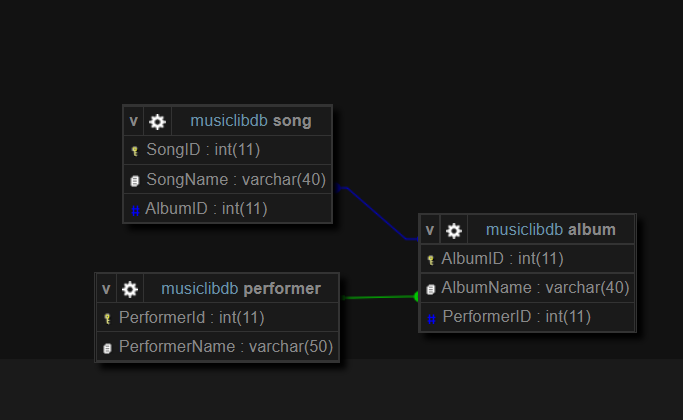 v musiclibdb song
SongID : int(11)
SongName : varchar(40)
AlbumID : int(11)
v musiclibdb album
AlbumID : int(11)
AlbumName : varchar(40)
PerformerID : int(11)
v musiclibdb performer
PerformerId : int(11)
PerformerName : varchar(50)